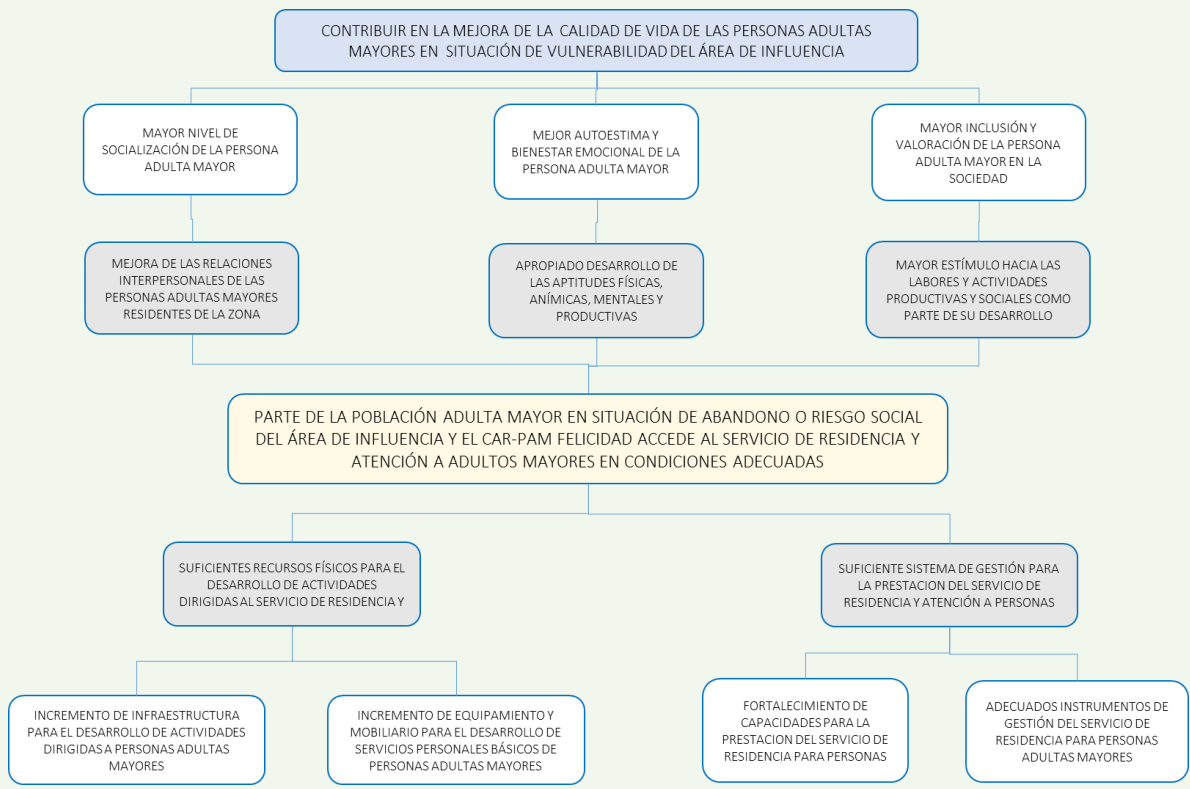 CONTRIBUIR EN LA MEJORA DE LA CALIDAD DE VIDA DE LAS PERSONAS ADULTAS
MAYORES EN SITUACIÓN DE VULNERABILIDAD DEL ÁREA DE INFLUENCIA
MAYOR NIVEL DE
SOCIALIZACIÓN DE LA PERSONA
ADULTA MAYOR
MEJOR AUTOESTIMA Y
BIENESTAR EMOCIONAL DE LA
PERSONA ADULTA MAYOR
MAYOR INCLUSIÓN Y
VALORACIÓN DE LA PERSONA
ADULTA MAYOR EN LA
SOCIEDAD
MEJORA DE LAS RELACIONES
INTERPERSONALES DE LAS
PERSONAS ADULTAS MAYORES
RESIDENTES DE LA ZONA
APROPIADO DESARROLLO DE
LAS APTITUDES FÍSICAS,
ANÍMICAS, MENTALES Y
PRODUCTIVAS
MAYOR ESTÍMULO HACIA LAS
LABORES Y ACTIVIDADES
PRODUCTIVAS Y SOCIALES COMO
PARTE DE SU DESARROLLO
PARTE DE LA POBLACIÓN ADULTA MAYOR EN SITUACIÓN DE ABANDONO O RIESGO SOCIAL
DEL ÁREA DE INFLUENCIA Y EL CAR-PAM FELICIDAD ACCEDE AL SERVICIO DE RESIDENCIA Y
ATENCIÓN A ADULTOS MAYORES EN CONDICIONES ADECUADAS
SUFICIENTES RECURSOS FÍSICOS PARA EL
DESARROLLO DE ACTIVIDADES
DIRIGIDAS AL SERVICIO DE RESIDENCIA Y
SUFICIENTE SISTEMA DE GESTIÓN PARA
LA PRESTACION DEL SERVICIO DE
RESIDENCIA Y ATENCIÓN A PERSONAS
INCREMENTO DE INFRAESTRUCTURA
PARA EL DESARROLLO DE ACTIVIDADES
DIRIGIDAS A PERSONAS ADULTAS
MAYORES
INCREMENTO DE EQUIPAMIENTO Y
MOBILIARIO PARA EL DESARROLLO DE
SERVICIOS PERSONALES BÁSICOS DE
PERSONAS ADULTAS MAYORES
FORTALECIMIENTO DE
CAPACIDADES PARA LA
PRESTACION DEL SERVICIO DE
RESIDENCIA PARA PERSONAS
ADECUADOS INSTRUMENTOS DE
GESTIÓN DEL SERVICIO DE
RESIDENCIA PARA PERSONAS
ADULTAS MAYORES